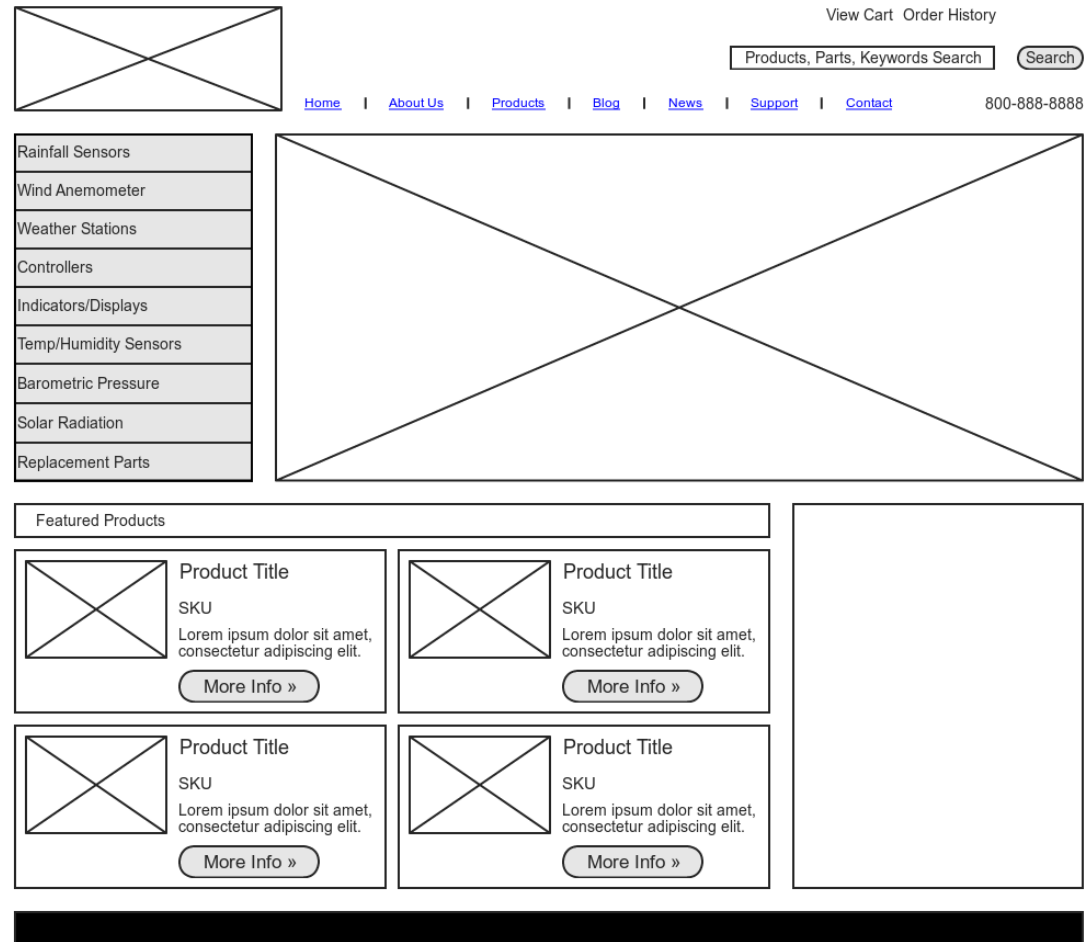 View Cart Order History
Products, Parts, Keywords Search
Search
Home | About Us | Products | Blog | News | Support | Contact
800-888-8888
Rainfall Sensors
Wind Anemometer
Weather Stations
Controllers
Indicators/Displays
Temp/Humidity Sensors
Barometric Pressure
Solar Radiation
Replacement Parts
Featured Products
Product Title
SKU
Lorem ipsum dolor sit amet,
consectetur adipiscing elit.
More Info »
Product Title
SKU
Lorem ipsum dolor sit amet,
consectetur adipiscing elit.
More Info »
Product Title
SKU
Lorem ipsum dolor sit amet,
consectetur adipiscing elit.
More Info »
Product Title
SKU
Lorem ipsum dolor sit amet,
consectetur adipiscing elit.
More Info »